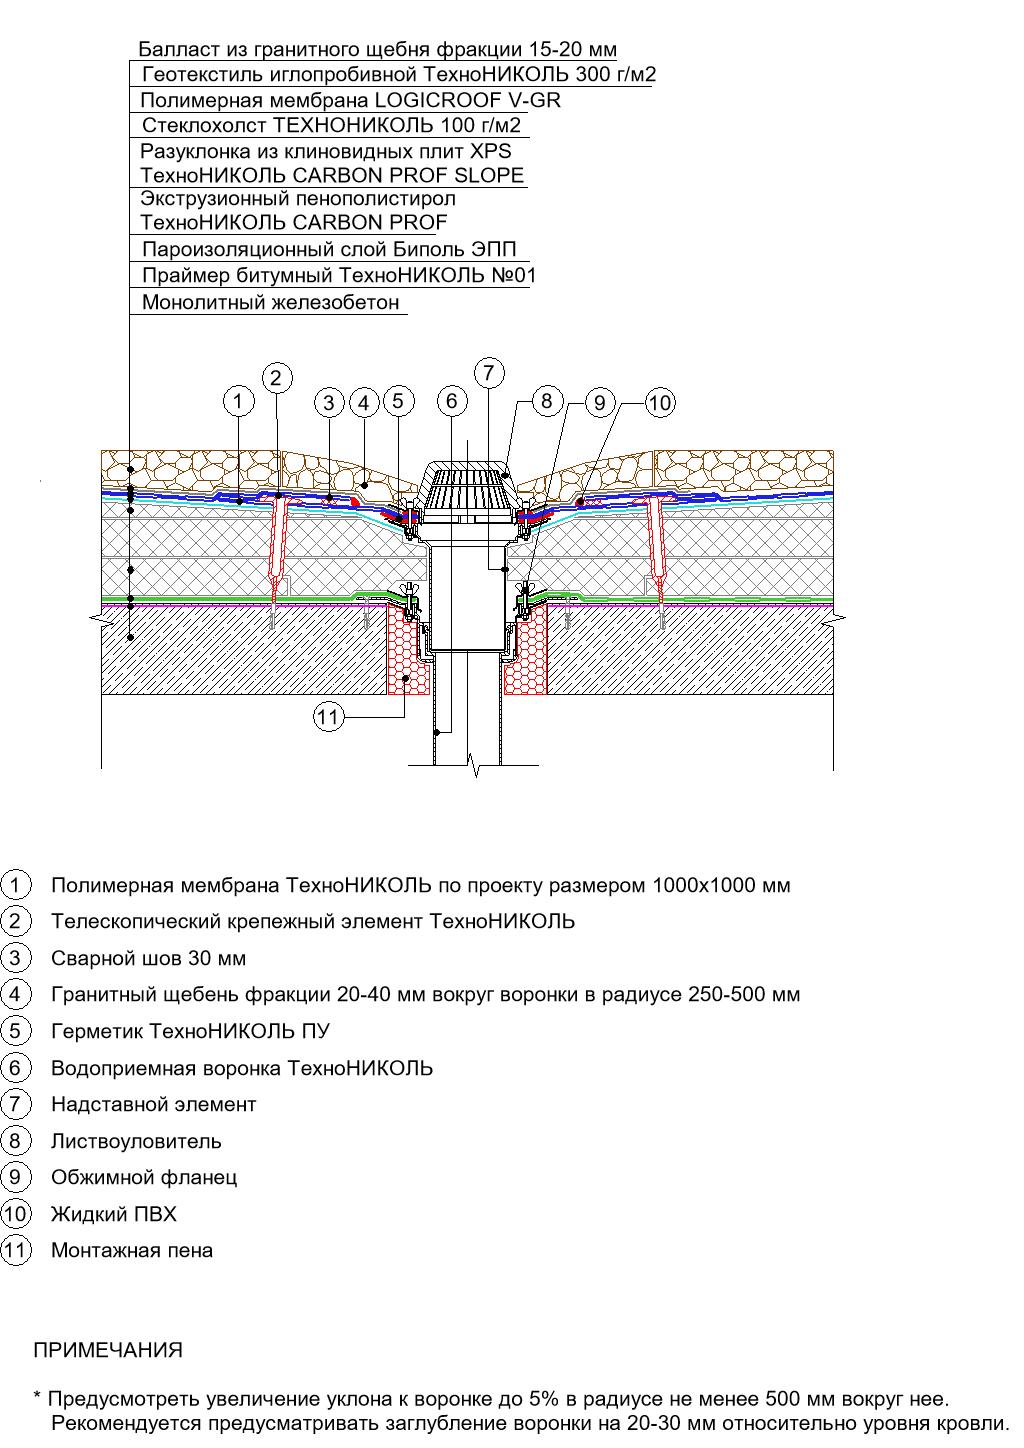 Балласт из гранитного щебня фракции 15-20 мм
Геотекстиль иглопробивной ТехноНИКОЛЬ 300 г/м2
Полимерная мембрана LOGICROOF V-GR
Стеклохолст ТЕХНОНИКОЛЬ 100 г/м2
Разуклонка из клиновидных плит XPS
ТехноНИКОЛЬ CARBON PROF SLOPE
Экструзионный пенополистирол
ТехноНИКОЛЬ CARBON PROF
Пароизоляционный слой Биполь ЭПП
Праймер битумный ТехноНИКОЛЬ №01
Монолитный железобетон
1 2 3 4 5 6 7 8 9 10
11
1 Полимерная мембрана ТехноНИКОЛЬ по проекту размером 1000х1000 мм
2 Телескопический крепежный элемент ТехноНИКОЛЬ
3 Сварной шов 30 мм
4 Гранитный щебень фракции 20-40 мм вокруг воронки в радиусе 250-500 мм
5 Герметик ТехноНИКОЛЬ ПУ
6 Водоприемная воронка ТехноНИКОЛЬ
7 Надставной элемент
8 Листвоуловитель
9 Обжимной фланец
10 Жидкий ПВХ
11 Монтажная пена
ПРИМЕЧАНИЯ
* Предусмотреть увеличение уклона к воронке до 5% в радиусе не менее 500 мм вокруг нее.
Рекомендуется предусматривать заглубление воронки на 20-30 мм относительно уровня кровли.